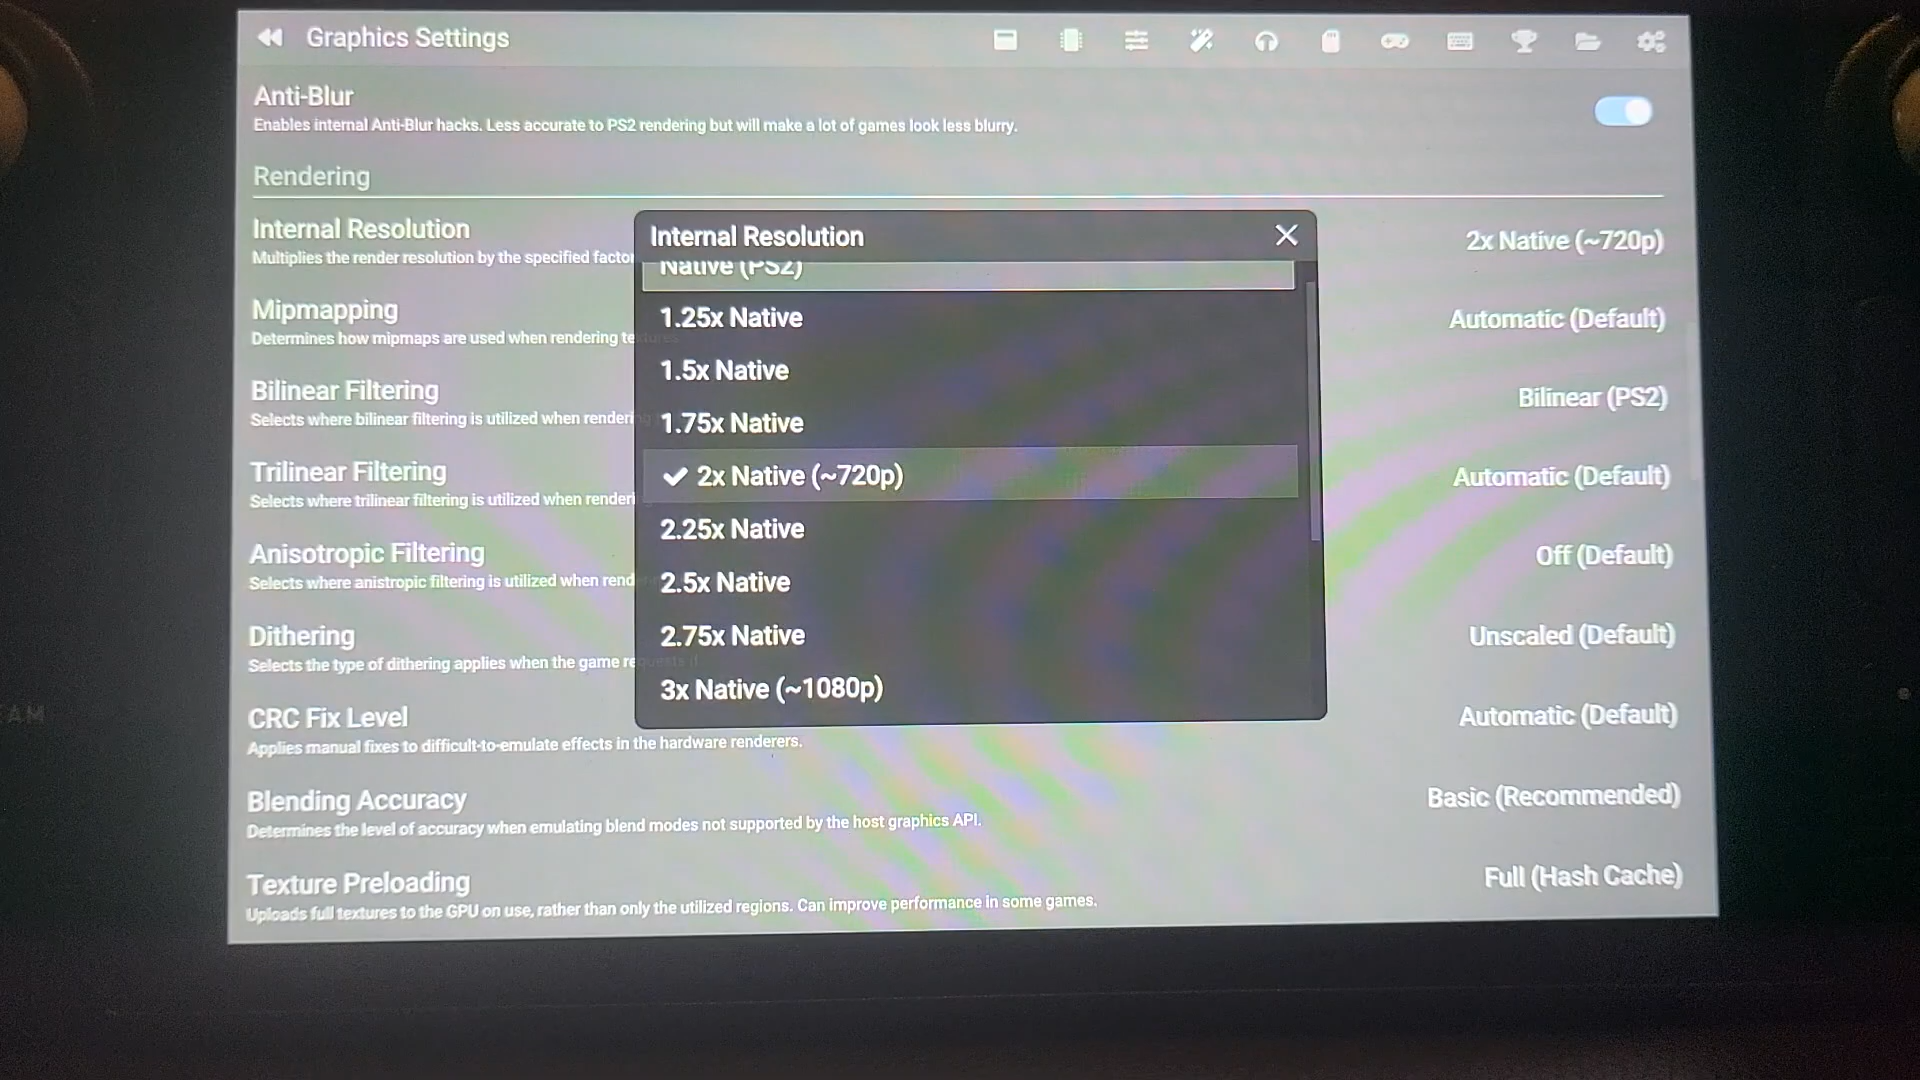 Graphics Settings
Anti-Blur
Enables internal Anti-Blur hacks. Less accurate to PS2 rendering but will make a lot of games look less blurry.
Rendering
Internal Resolution
Multiplies the render resolution by the specified factor
2x Native (~720p)
Mipmapping
Determines how mipmaps are used when rendering textures.
Automatic (Default)
Bilinear Filtering
Selects where bilinear filtering is utilized when rendering
Bilinear (PS2)
Trilinear Filtering
Selects where trilinear filtering is utilized when renderi
Automatic (Default)
Anisotropic Filtering
Selects where anistropic filtering is utilized when rend
Off (Default)
Dithering
Selects the type of dithering applies when the game requests it
Unscaled (Default)
CRC Fix Level
Applies manual fixes to difficult-to-emulate effects in the hardware renderers.
Automatic (Default)
Blending Accuracy
Determines the level of accuracy when emulating blend modes not supported by the host graphics API.
Basic (Recommended)
Texture Preloading
Uploads full textures to the GPU on use, rather than only the utilized regions. Can improve performance in some games.
Full (Hash Cache)
Internal Resolution
Native (PS2)
1.25x Native
1.5x Native
1.75x Native
2x Native (~720p)
2.25x Native
2.5x Native
2.75x Native
3x Native (~1080p)
EAM